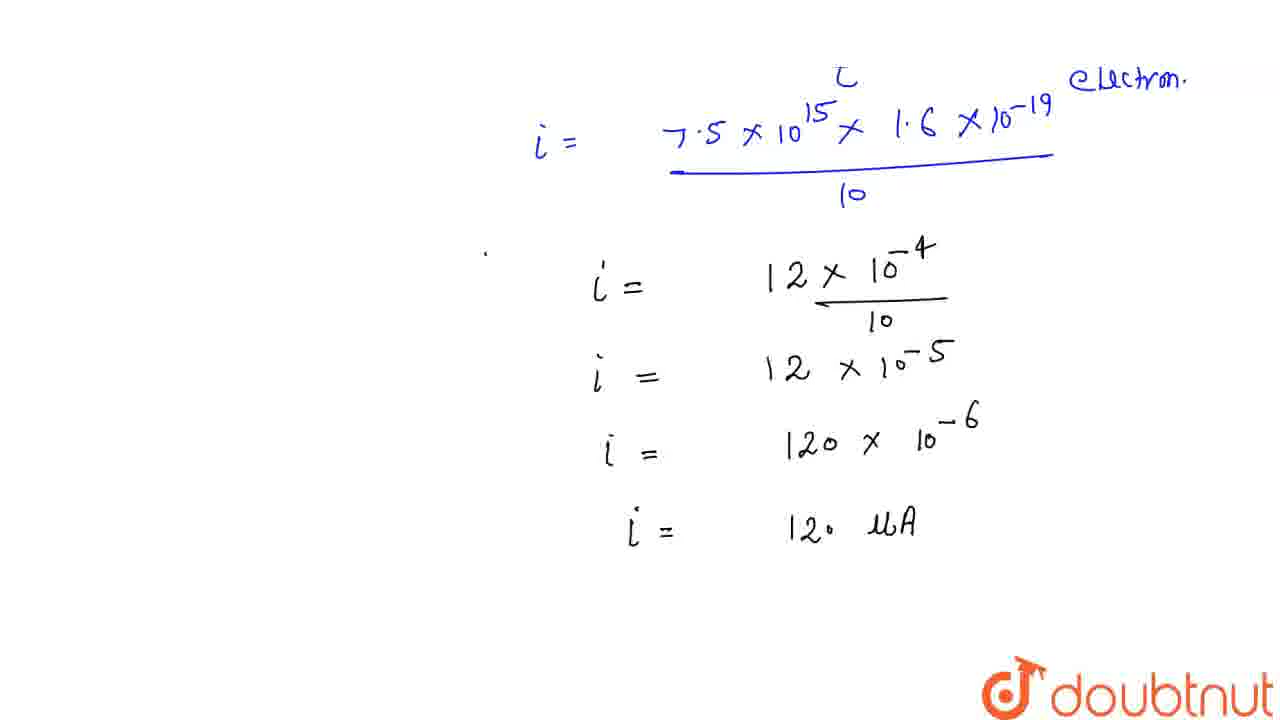 electron.
i = 7.5 × 10^15 × 1.6 × 10^-19
10
i = 12 × 10^-4
10
i = 12 × 10^-5
i = 120 × 10^-6
i = 120 μA
doubtnut